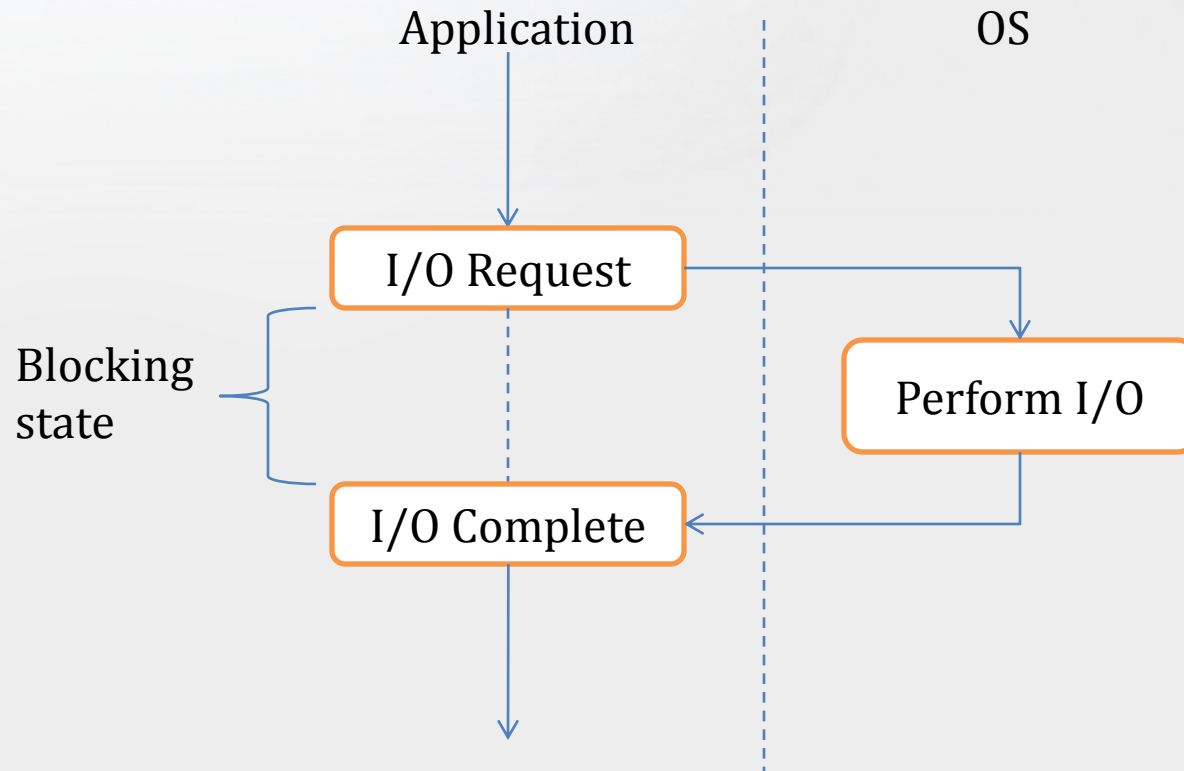 Application
OS
I/O Request
Blocking
state
Perform I/O
I/O Complete